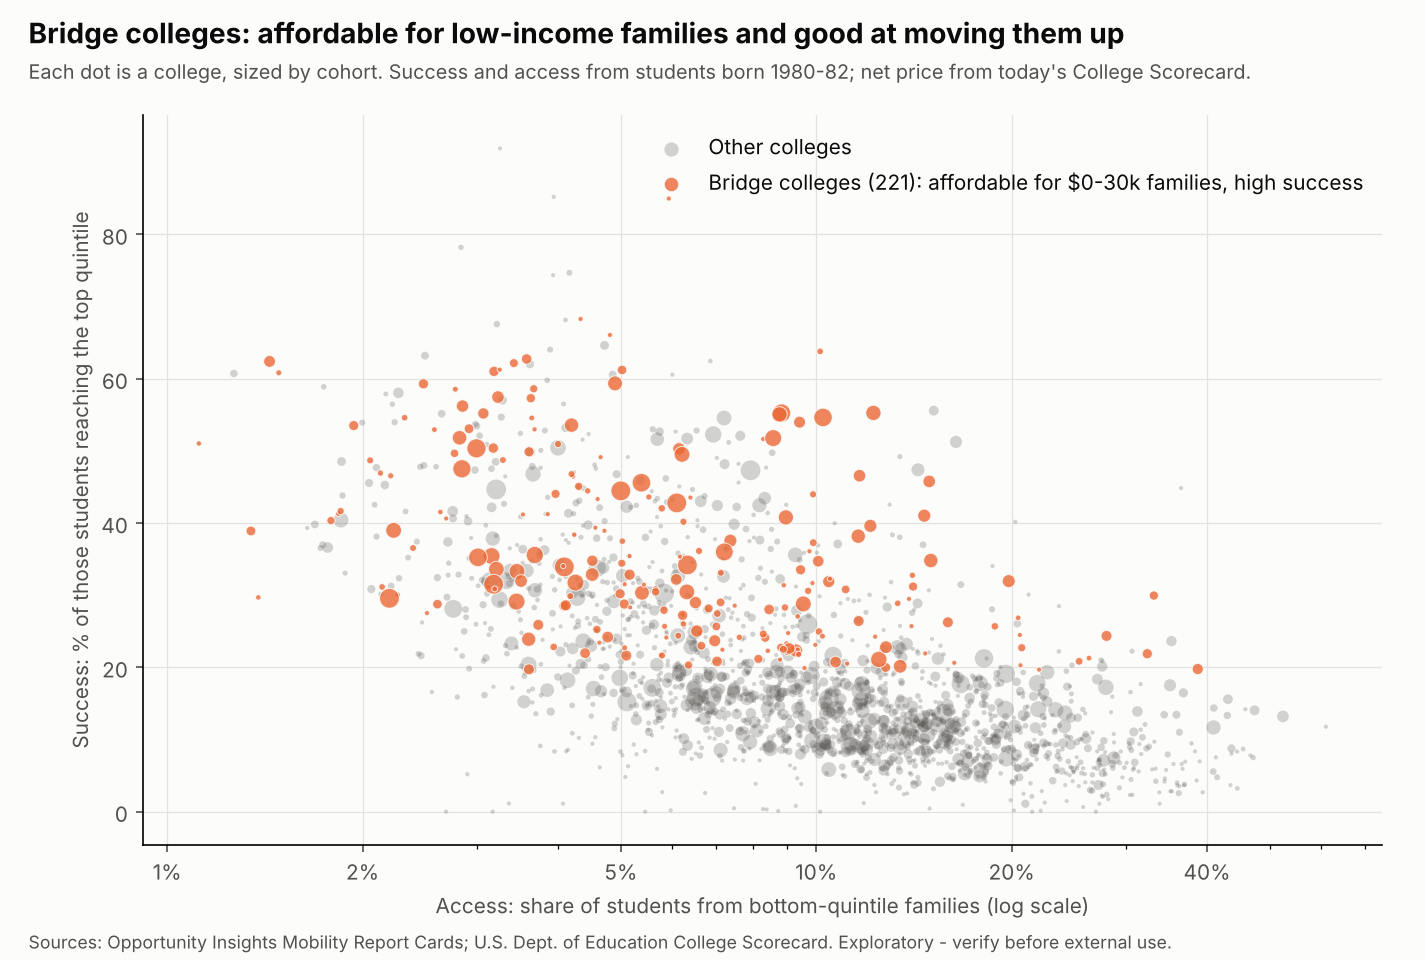 Bridge colleges: affordable for low-income families and good at moving them up
Each dot is a college, sized by cohort. Success and access from students born 1980-82; net price from today's College Scorecard.
Other colleges
Bridge colleges (221): affordable for $0-30k families, high success
Success: % of those students reaching the top quintile
80
60
40
20
0
1%
2%
5%
10%
20%
40%
Access: share of students from bottom-quintile families (log scale)
Sources: Opportunity Insights Mobility Report Cards; U.S. Dept. of Education College Scorecard. Exploratory - verify before external use.